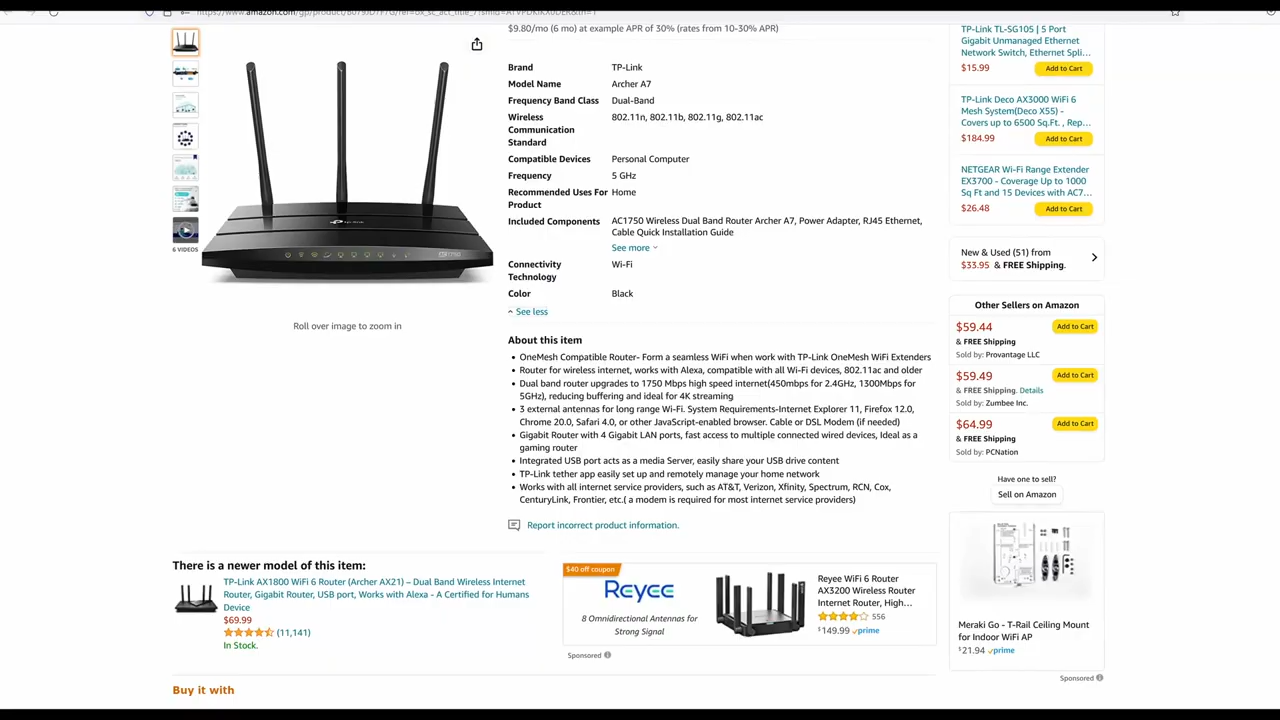 $9.80/mo (6 mo) at example APR of 30% (rates from 10-30% APR)
6 VIDEOS
tp-link
Roll over image to zoom in
Brand TP-Link
Model Name Archer A7
Frequency Band Class Dual-Band
Wireless 802.11n, 802.11b, 802.11g, 802.11ac
Communication
Standard
Compatible Devices Personal Computer
Frequency 5 GHz
Recommended Uses For Home
Product
Included Components AC1750 Wireless Dual Band Router Archer A7, Power Adapter, RJ45 Ethernet,
Cable Quick Installation Guide
See more
Connectivity Wi-Fi
Technology
Color Black
See less
About this item
• OneMesh Compatible Router- Form a seamless WiFi when work with TP-Link OneMesh WiFi Extenders
• Router for wireless internet, works with Alexa, compatible with all Wi-Fi devices, 802.11ac and older
• Dual band router upgrades to 1750 Mbps high speed internet(450mbps for 2.4GHz, 1300Mbps for
5GHz), reducing buffering and ideal for 4K streaming
• 3 external antennas for long range Wi-Fi. System Requirements-Internet Explorer 11, Firefox 12.0,
Chrome 20.0, Safari 4.0, or other JavaScript-enabled browser. Cable or DSL Modem (if needed)
• Gigabit Router with 4 Gigabit LAN ports, fast access to multiple connected wired devices, Ideal as a
gaming router
• Integrated USB port acts as a media Server, easily share your USB drive content
• TP-Link tether app easily set up and remotely manage your home network
• Works with all internet service providers, such as AT&T, Verizon, Xfinity, Spectrum, RCN, Cox,
CenturyLink, Frontier, etc.( a modem is required for most internet service providers)
Report incorrect product information.
There is a newer model of this item:
TP-Link AX1800 WiFi 6 Router (Archer AX21) – Dual Band Wireless Internet
Router, Gigabit Router, USB port, Works with Alexa - A Certified for Humans
Device
$69.99
(11,141)
In Stock.
$40 off coupon
Reyee
8 Omnidirectional Antennas for
Strong Signal
Reyee WiFi 6 Router
AX3200 Wireless Router
Internet Router, High...
556
$149.99 prime
Sponsored
Buy it with
TP-Link TL-SG105 | 5 Port
Gigabit Unmanaged Ethernet
Network Switch, Ethernet Spli...
$15.99 Add to Cart
TP-Link Deco AX3000 WiFi 6
Mesh System(Deco X55) -
Covers up to 6500 Sq.Ft. , Rep...
$184.99 Add to Cart
NETGEAR Wi-Fi Range Extender
EX3700 - Coverage Up to 1000
Sq Ft and 15 Devices with AC7...
$26.48 Add to Cart
New & Used (51) from
$33.95 & FREE Shipping.
Other Sellers on Amazon
$59.44 Add to Cart
& FREE Shipping
Sold by: Provantage LLC
$59.49 Add to Cart
& FREE Shipping. Details
Sold by: Zumbee Inc.
$64.99 Add to Cart
& FREE Shipping
Sold by: PCNation
Have one to sell?
Sell on Amazon
Meraki Go - T-Rail Ceiling Mount
for Indoor WiFi AP
$21.94 prime
Sponsored